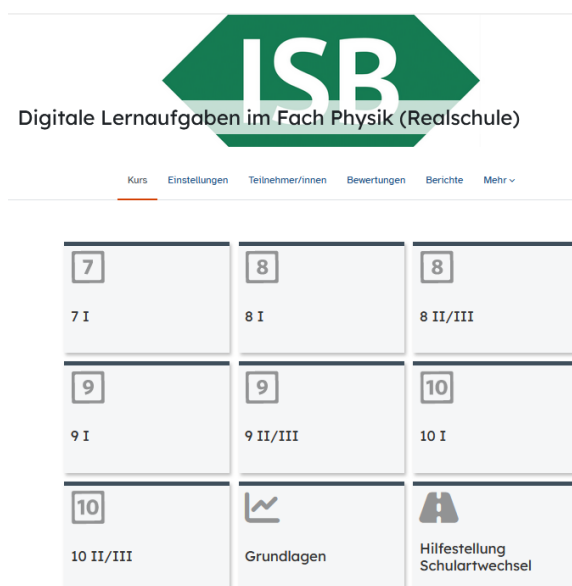 ISB
Digitale Lernaufgaben im Fach Physik (Realschule)
Kurs Einstellungen Teilnehmer/innen Bewertungen Berichte Mehr
7 8 8
7 I 8 I 8 II/III
9 9 10
9 I 9 II/III 10 I
10
10 II/III Grundlagen Hilfestellung
Schulartwechsel